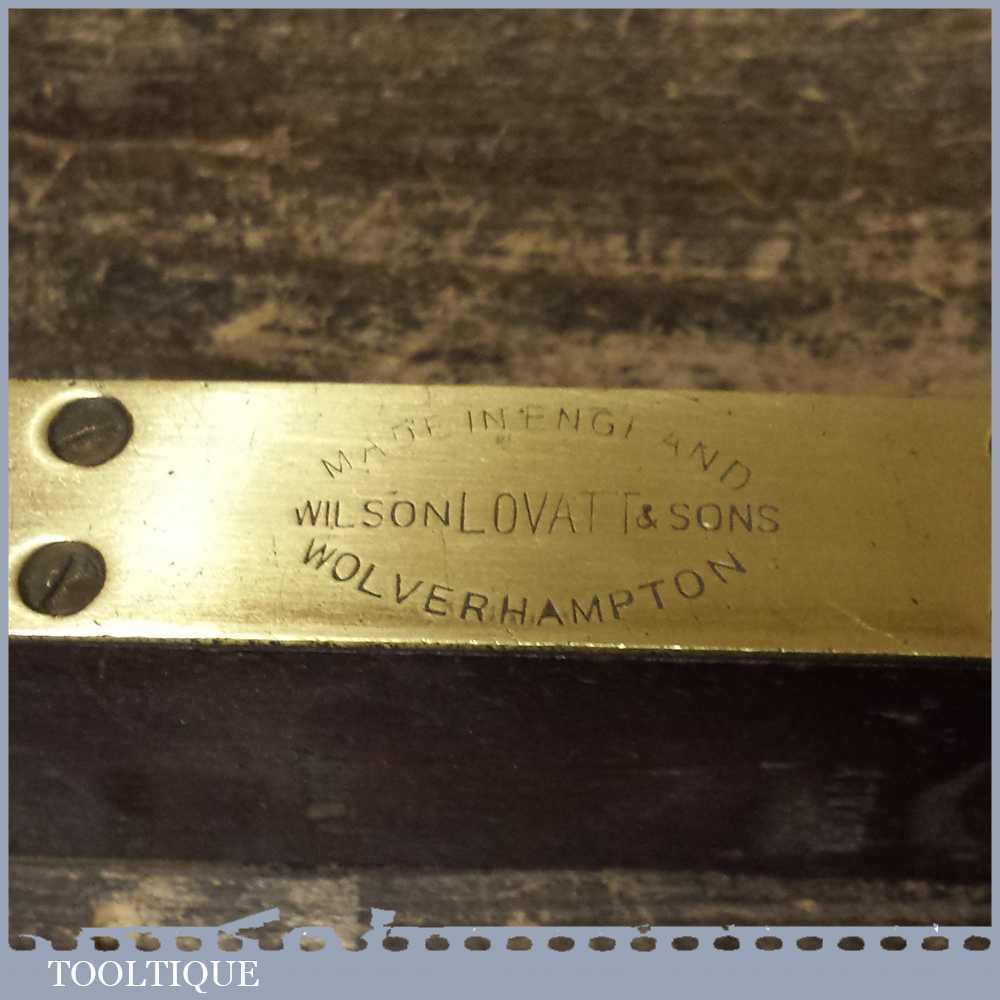 MADE IN ENGLAND
WILSON LOVATT & SONS
WOLVERHAMPTON
TOOLTIQUE